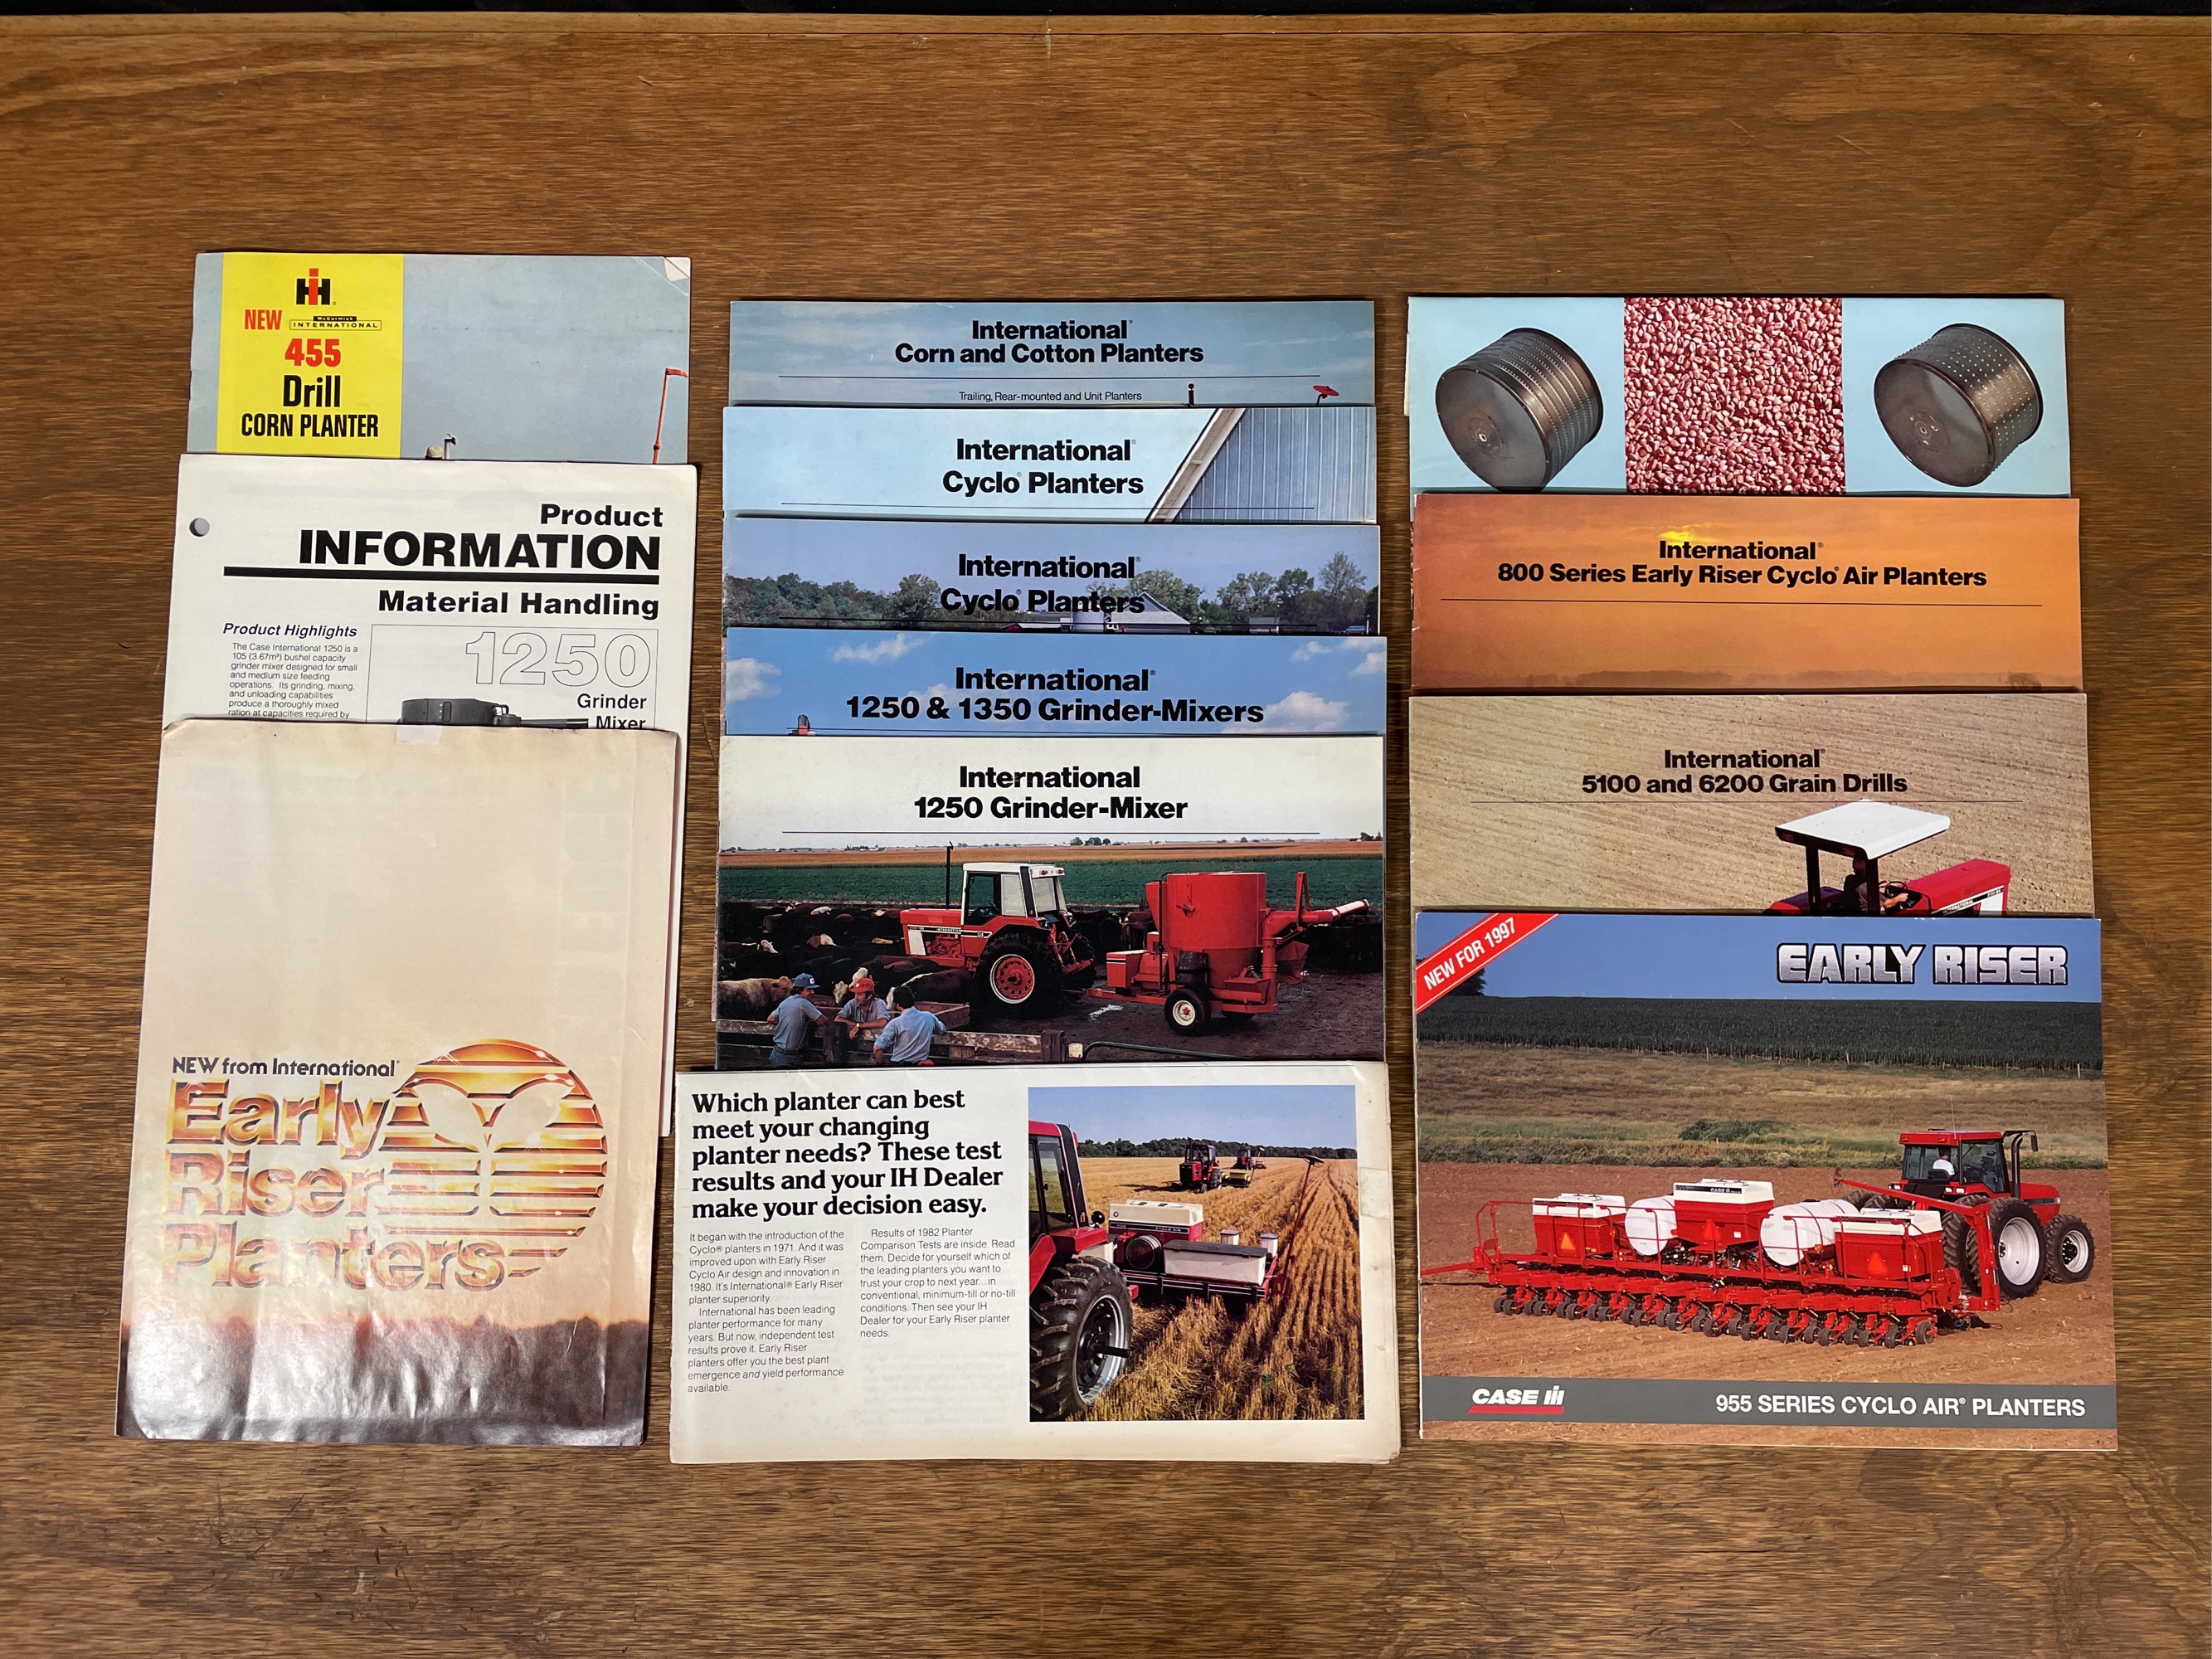 IH
NEW McCormick
INTERNATIONAL
455
Drill
CORN PLANTER
Product
INFORMATION
Material Handling
Product Highlights
The Case International 1250 is a
105 (3.67m³) bushel capacity
grinder mixer designed for small
and medium size feeding
operations. Its grinding, mixing,
and unloading capabilities
produce a thoroughly mixed
ration at capacities required by
1250
Grinder
Mixer
NEW from International®
Early
Riser
Planters
International®
Corn and Cotton Planters
Trailing, Rear-mounted and Unit Planters
International®
Cyclo® Planters
International®
Cyclo® Planters
International®
1250 & 1350 Grinder-Mixers
International
1250 Grinder-Mixer
Which planter can best
meet your changing
planter needs? These test
results and your IH Dealer
make your decision easy.
It began with the introduction of the
Cyclo® planters in 1971. And it was
improved upon with Early Riser
Cyclo Air design and innovation in
1980. It's International® Early Riser
planter superiority.
International has been leading
planter performance for many
years. But now, independent test
results prove it. Early Riser
planters offer you the best plant
emergence and yield performance
available.
Results of 1982 Planter
Comparison Tests are inside. Read
them. Decide for yourself which of
the leading planters you want to
trust your crop to next year...in
conventional, minimum-till or no-till
conditions. Then see your IH
Dealer for your Early Riser planter
needs.
International®
800 Series Early Riser Cyclo® Air Planters
International®
5100 and 6200 Grain Drills
NEW FOR 1997
EARLY RISER
CASE IH
955 SERIES CYCLO AIR® PLANTERS